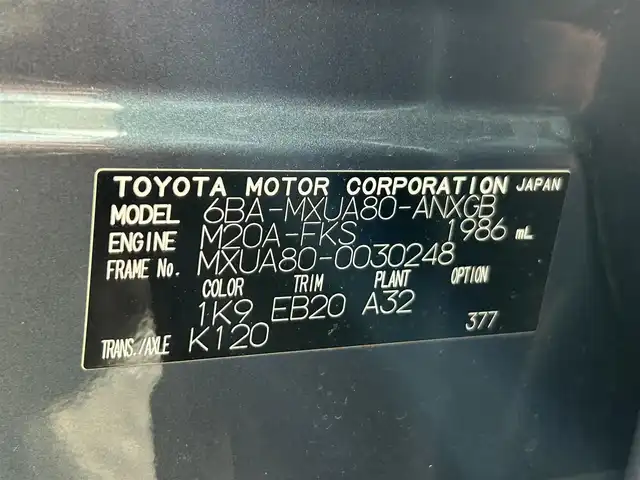 TOYOTA MOTOR CORPORATION JAPAN
MODEL 6BA-MXUA80-ANXGB
ENGINE M20A-FKS 1986 mL
FRAME No. MXUA80-0030248
COLOR TRIM PLANT OPTION
1K9 EB20 A32
TRANS./AXLE K120 377